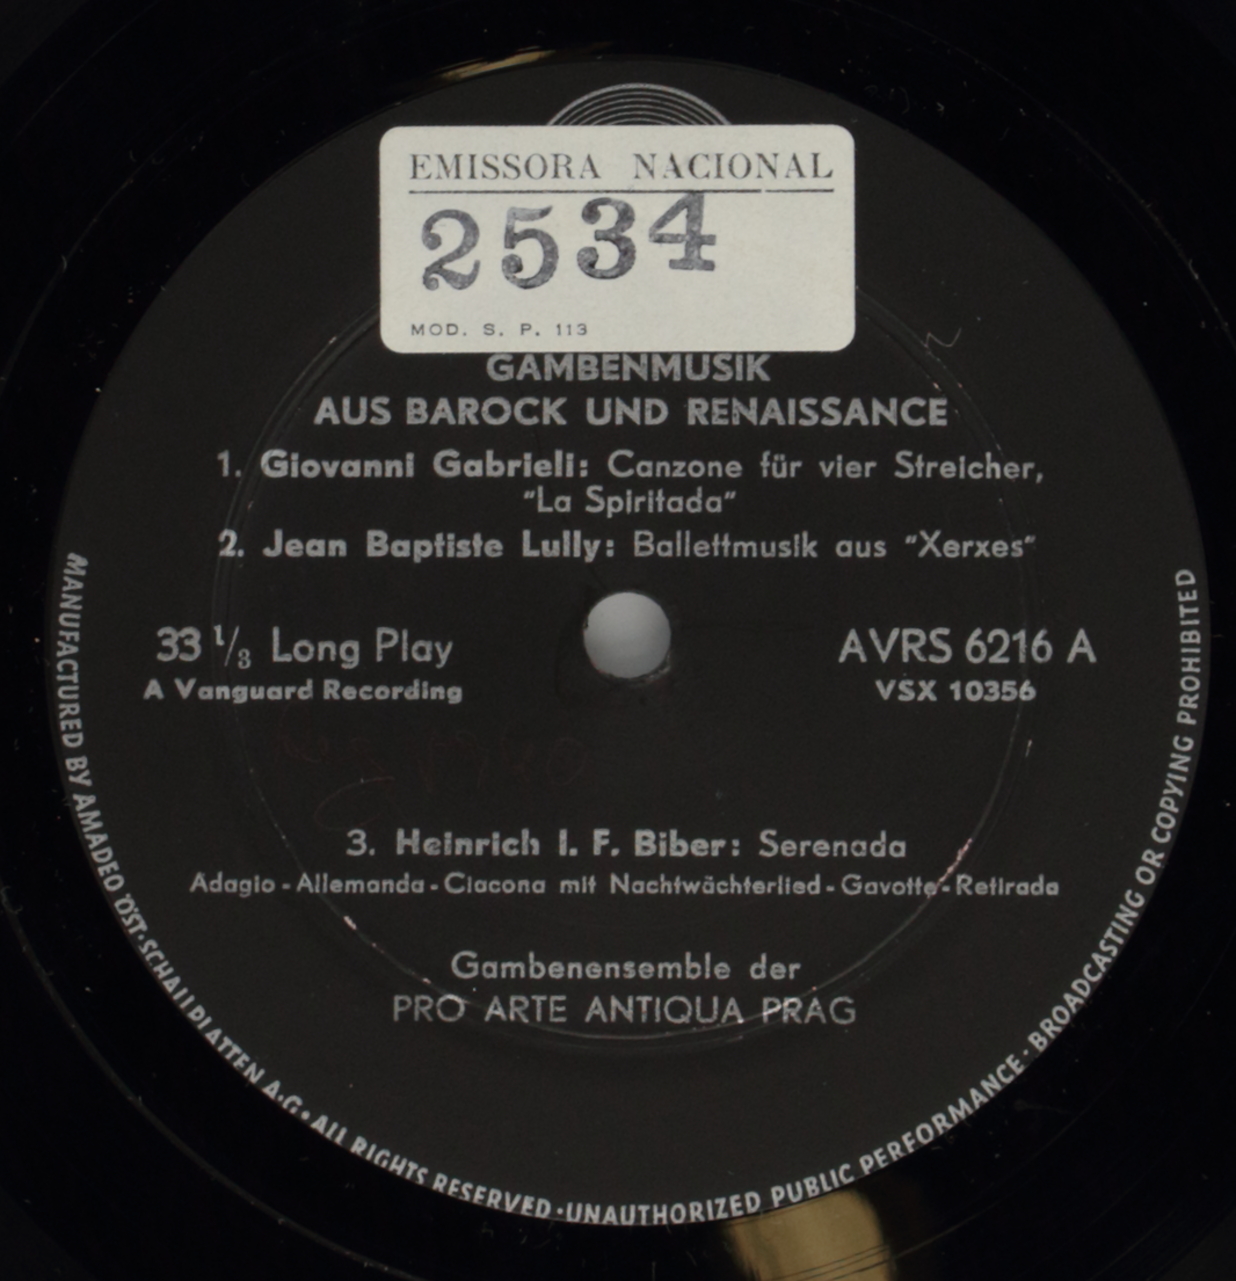 EMISSORA NACIONAL
2534
MOD. S. P. 113
GAMBENMUSIK
AUS BAROCK UND RENAISSANCE
1. Giovanni Gabrieli: Canzone für vier Streicher,
"La Spiritada"
2. Jean Baptiste Lully: Ballettmusik aus "Xerxes"
33 1/3 Long Play
A Vanguard Recording
AVRS 6216 A
VSX 10356
3. Heinrich I. F. Biber: Serenada
Adagio - Allemanda - Ciacona mit Nachtwächterlied - Gavotte - Retirada
Gambenensemble der
PRO ARTE ANTIQUA PRAG
MANUFACTURED BY AMADEO ÖST. SCHALLPLATTEN A.G. • ALL RIGHTS RESERVED · UNAUTHORIZED PUBLIC PERFORMANCE · BROADCASTING OR COPYING PROHIBITED